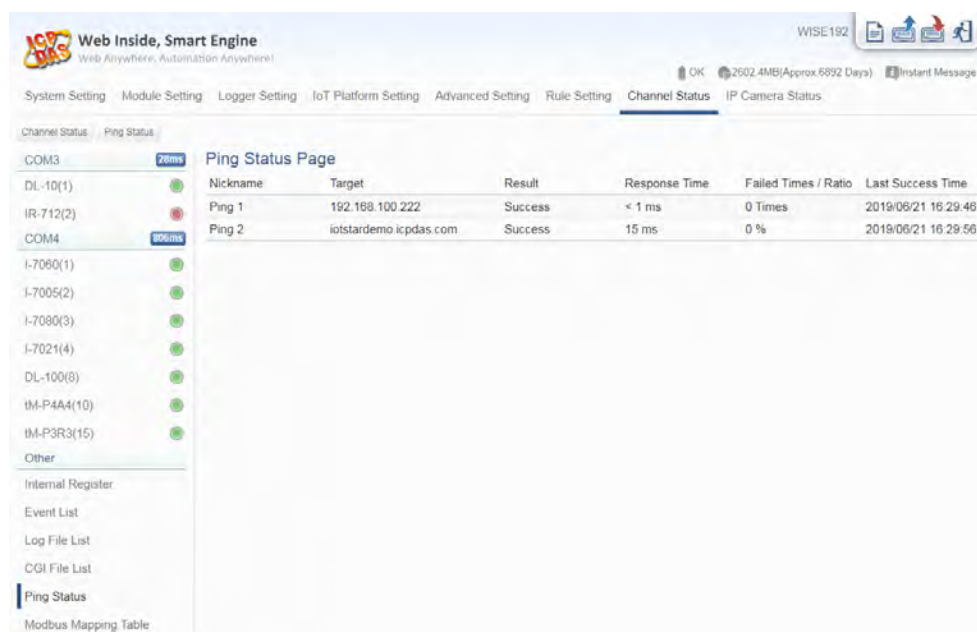 ICP DAS
Web Inside, Smart Engine
Web Anywhere, Automation Anywhere!
WISE192
OK 2602.4MB(Approx.6892 Days) Instant Message
System Setting Module Setting Logger Setting IoT Platform Setting Advanced Setting Rule Setting Channel Status IP Camera Status
Channel Status Ping Status
COM3 28ms
DL-10(1)
IR-712(2)
COM4 806ms
I-7060(1)
I-7005(2)
I-7080(3)
I-7021(4)
DL-100(8)
tM-P4A4(10)
tM-P3R3(15)
Other
Internal Register
Event List
Log File List
CGI File List
Ping Status
Modbus Mapping Table
Ping Status Page
Nickname Target Result Response Time Failed Times / Ratio Last Success Time
Ping 1 192.168.100.222 Success < 1 ms 0 Times 2019/06/21 16:29:46
Ping 2 iotstardemo.icpdas.com Success 15 ms 0 % 2019/06/21 16:29:56